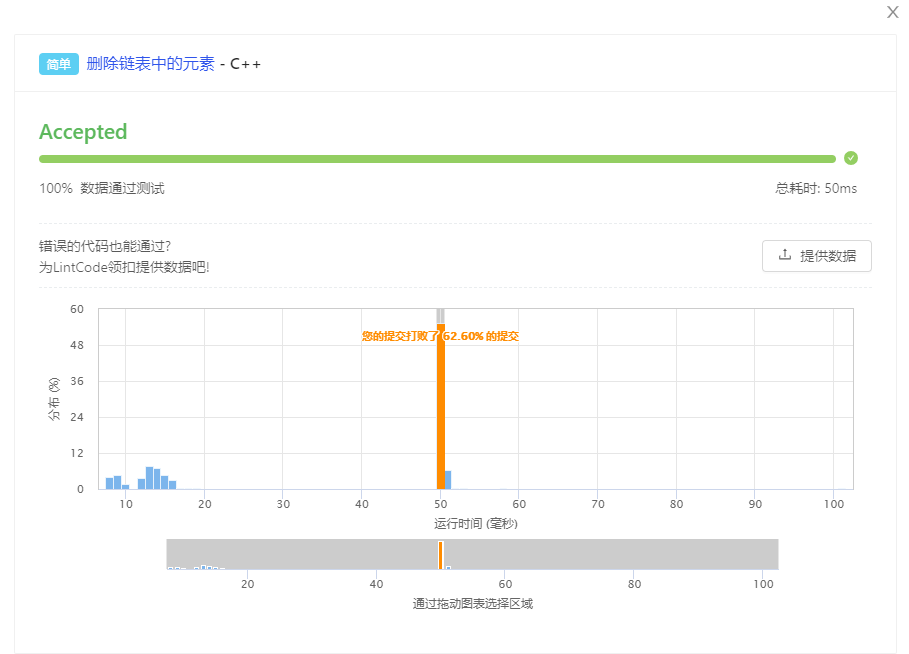 X
简单 删除链表中的元素 - C++
Accepted
100% 数据通过测试
总耗时: 50ms
错误的代码也能通过?
为LintCode领扣提供数据吧!
提供数据
您的提交打败了 62.60% 的提交
分布 (%)
60
48
36
24
12
0
10 20 30 40 50 60 70 80 90 100
运行时间 (毫秒)
20 40 60 80 100
通过拖动图表选择区域